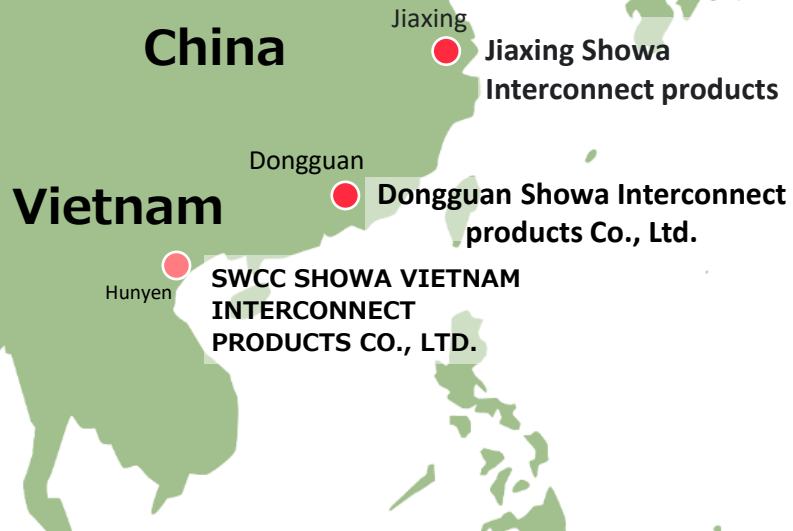 Jiaxing
China
Jiaxing Showa
Interconnect products
Dongguan
Vietnam
Dongguan Showa Interconnect
products Co., Ltd.
Hunyen
SWCC SHOWA VIETNAM
INTERCONNECT
PRODUCTS CO., LTD.